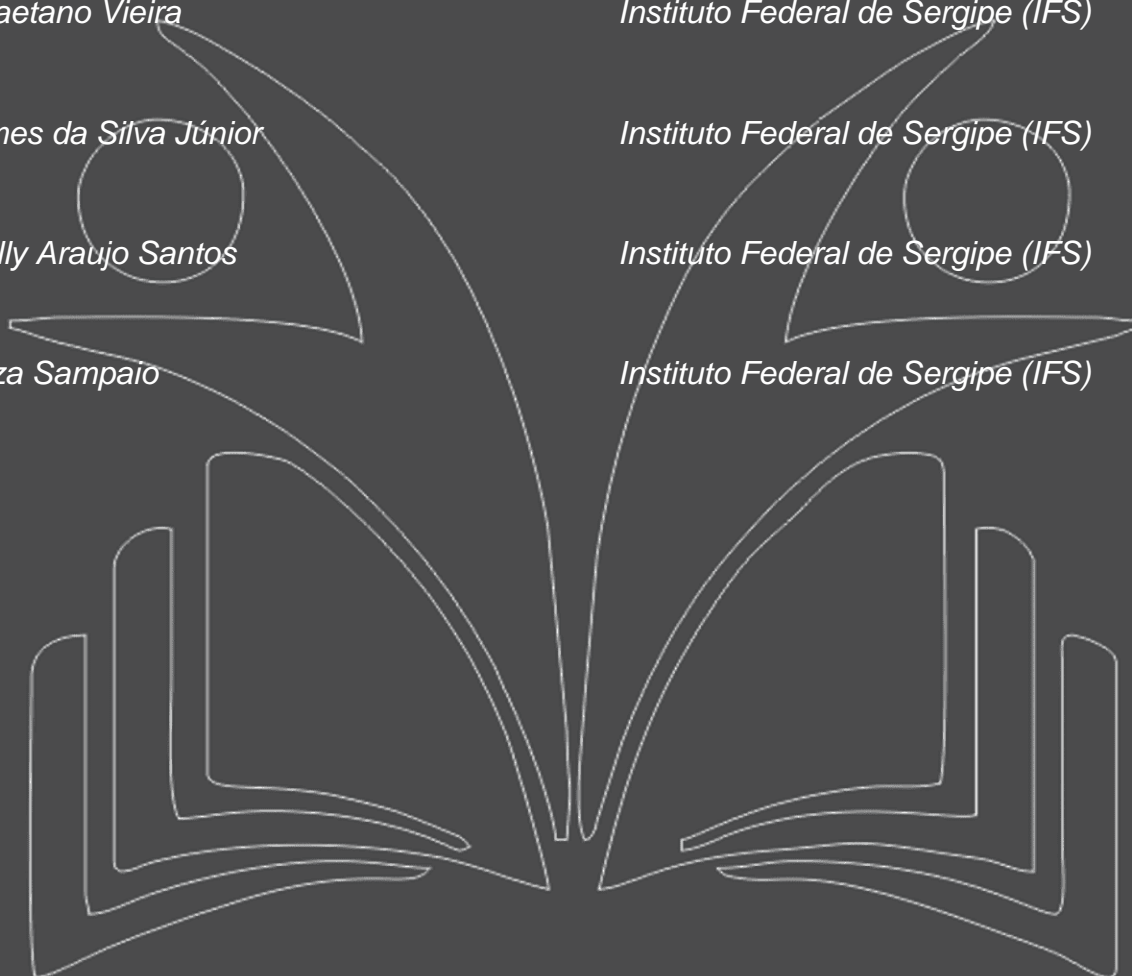 aetano Vieira Instituto Federal de Sergipe (IFS)
nes da Silva Júnior Instituto Federal de Sergipe (IFS)
lly Araujo Santos Instituto Federal de Sergipe (IFS)
za Sampaio Instituto Federal de Sergipe (IFS)